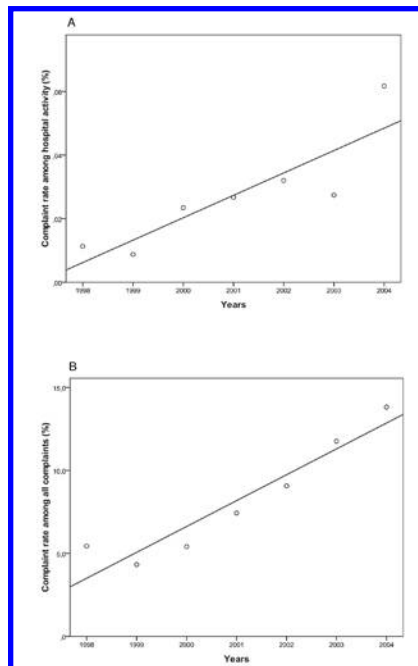 A
Complaint rate among hospital activity (%)
,06
,04
,02
,00
1998 1999 2000 2001 2002 2003 2004
Years
B
Complaint rate among all complaints (%)
15,0
10,0
5,0
,0
1998 1999 2000 2001 2002 2003 2004
Years